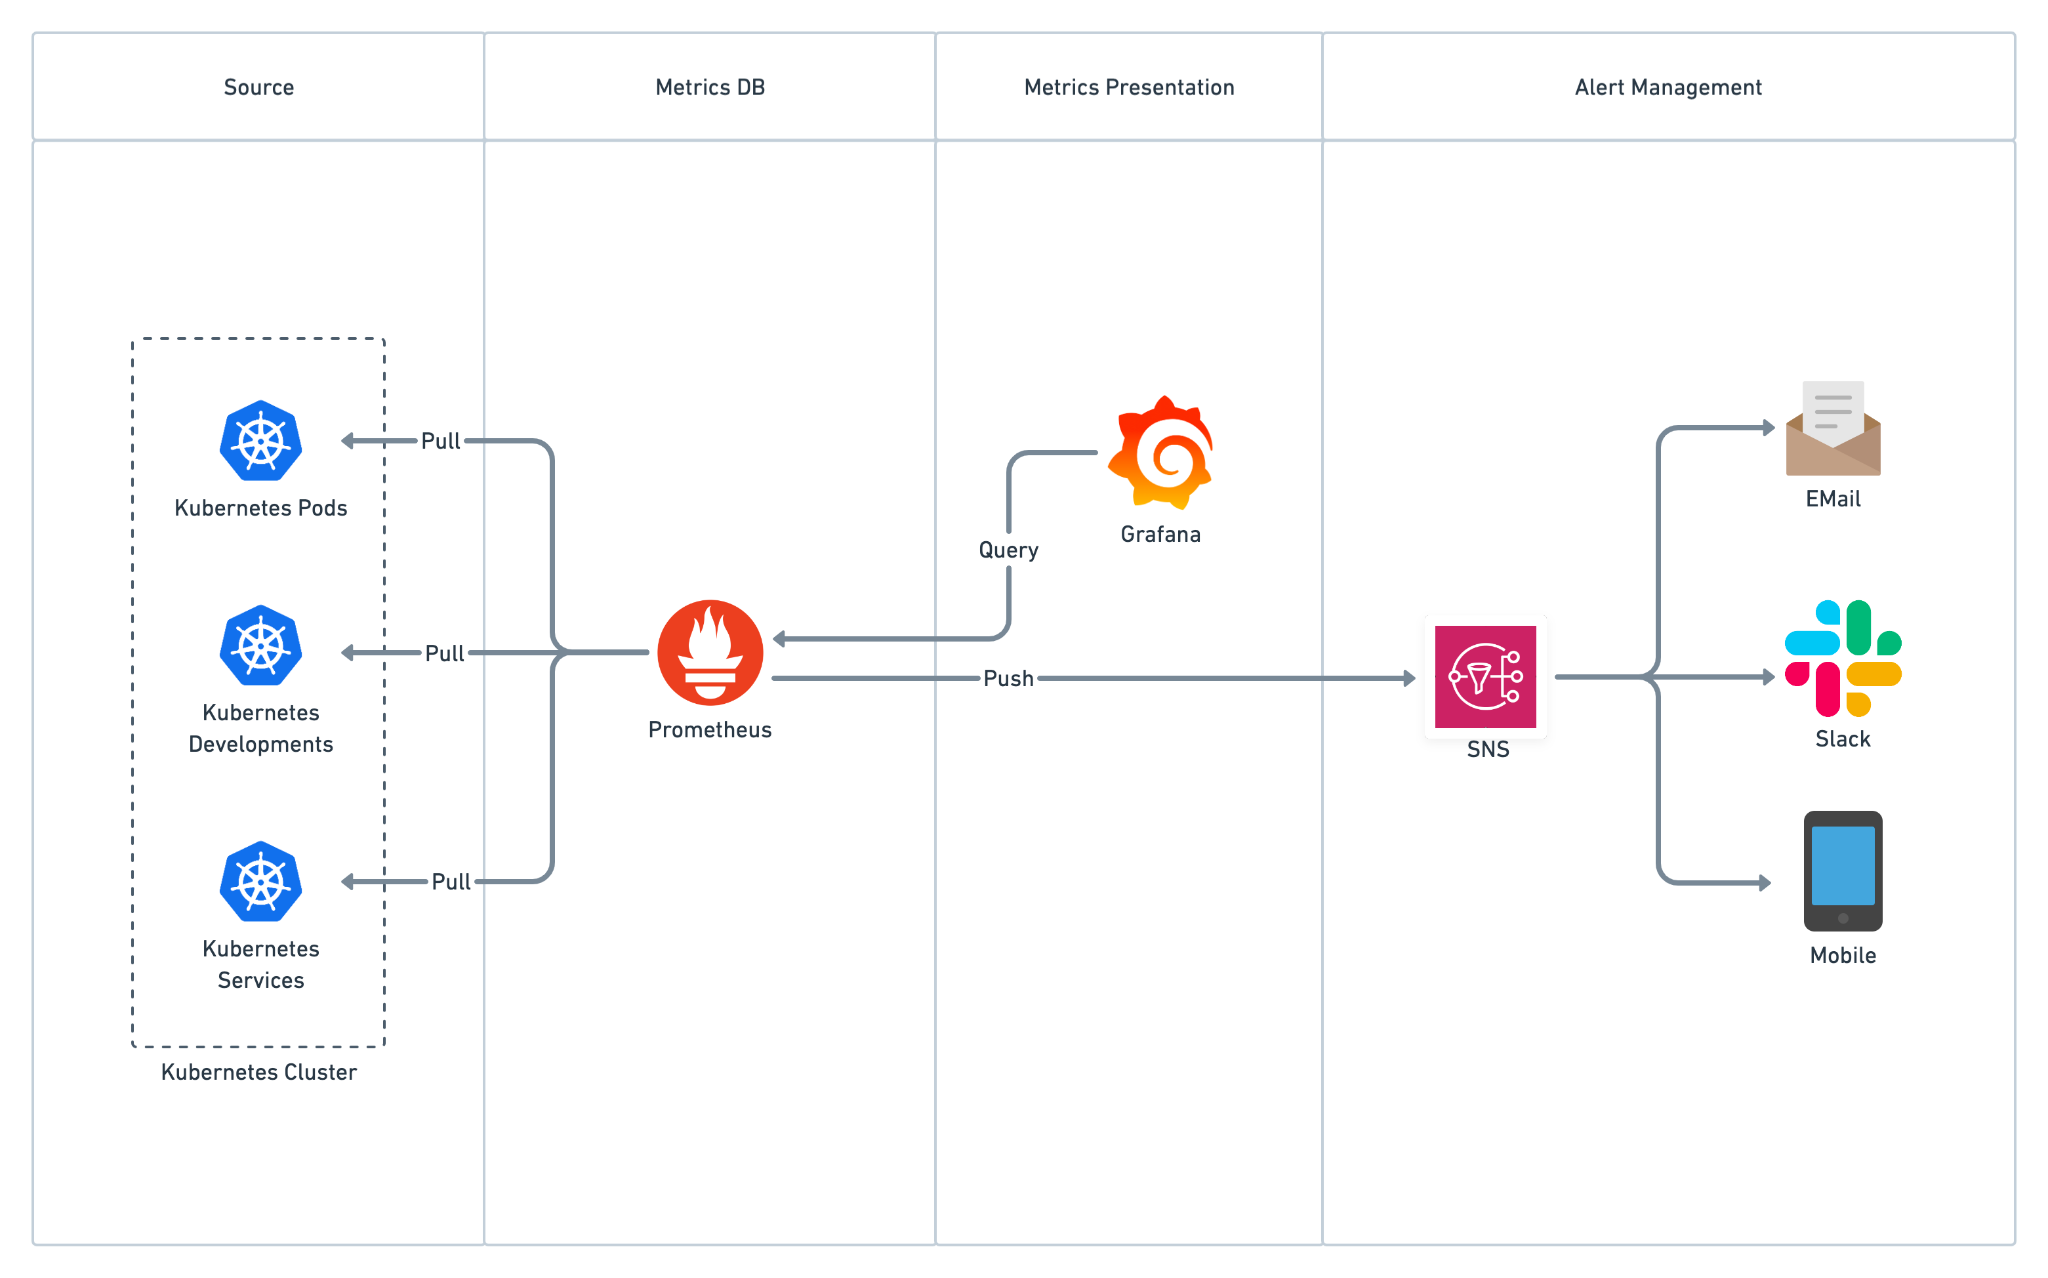 Source
Metrics DB
Metrics Presentation
Alert Management
Pull
Kubernetes Pods
Pull
Kubernetes
Developments
Pull
Kubernetes
Services
Kubernetes Cluster
Prometheus
Query
Grafana
Push
SNS
EMail
Slack
Mobile